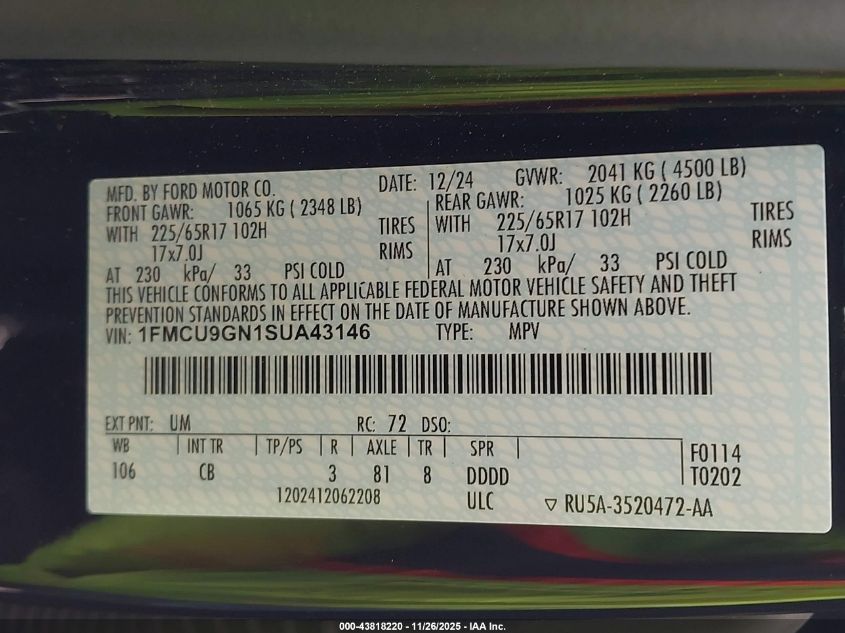 MFD. BY FORD MOTOR CO. DATE: 12/24 GVWR: 2041 KG ( 4500 LB)
FRONT GAWR: 1065 KG ( 2348 LB) REAR GAWR: 1025 KG ( 2260 LB)
WITH 225/65R17 102H TIRES WITH 225/65R17 102H TIRES
17x7.0J RIMS 17x7.0J RIMS
AT 230 kPa/ 33 PSI COLD AT 230 kPa/ 33 PSI COLD
THIS VEHICLE CONFORMS TO ALL APPLICABLE FEDERAL MOTOR VEHICLE SAFETY AND THEFT
PREVENTION STANDARDS IN EFFECT ON THE DATE OF MANUFACTURE SHOWN ABOVE.
VIN: 1FMCU9GN1SUA43146 TYPE: MPV
EXT PNT: UM RC: 72 DSO:
WB INT TR TP/PS R AXLE TR SPR F0114
106 CB 3 81 8 DDDD T0202
1202412062208 ULC ▽ RU5A-3520472-AA
000-43818220 - 11/26/2025 - IAA Inc.